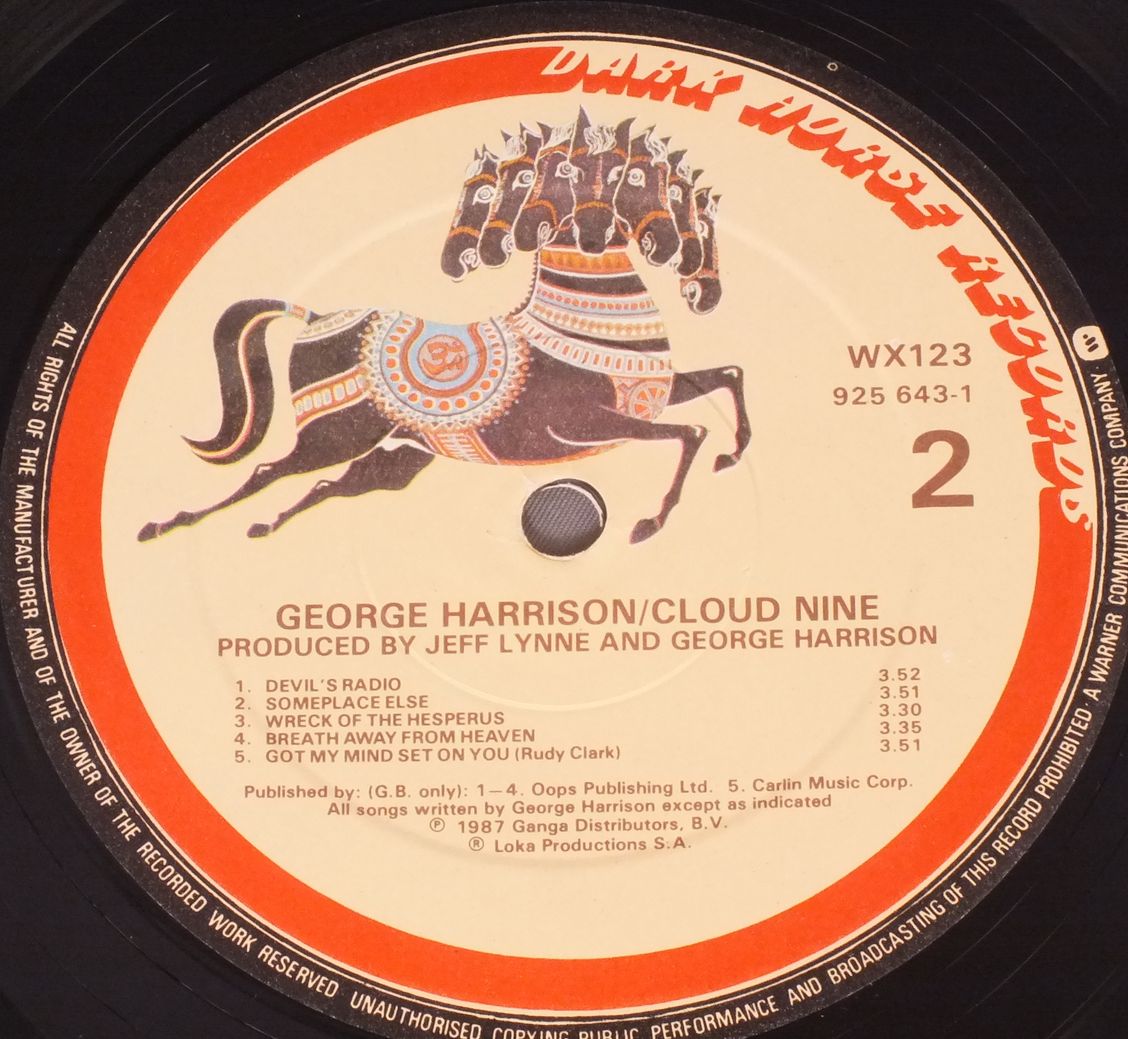 DARK HORSE RECORDS
WX123
925 643-1
2
GEORGE HARRISON/CLOUD NINE
PRODUCED BY JEFF LYNNE AND GEORGE HARRISON
1. DEVIL'S RADIO 3.52
2. SOMEPLACE ELSE 3.51
3. WRECK OF THE HESPERUS 3.30
4. BREATH AWAY FROM HEAVEN 3.35
5. GOT MY MIND SET ON YOU (Rudy Clark) 3.51
Published by: (G.B. only): 1—4. Oops Publishing Ltd. 5. Carlin Music Corp.
All songs written by George Harrison except as indicated
Ⓟ 1987 Ganga Distributors, B.V.
® Loka Productions S.A.
ALL RIGHTS OF THE MANUFACTURER AND OF THE OWNER OF THE RECORDED WORK RESERVED UNAUTHORISED COPYING PUBLIC PERFORMANCE AND BROADCASTING OF THIS RECORD PROHIBITED · A WARNER COMMUNICATIONS COMPANY